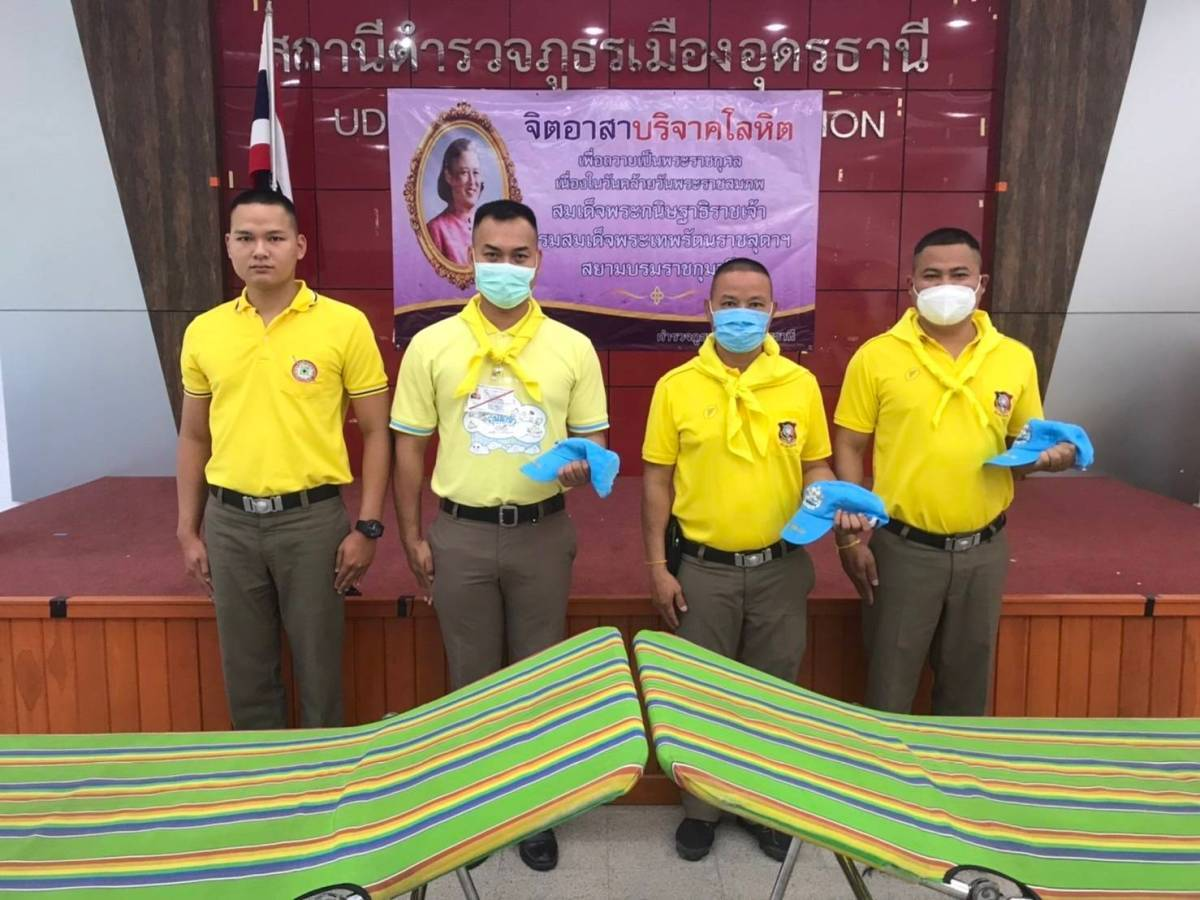 สถานีตำรวจภูธรเมืองอุดรธานี
UD ION
จิตอาสาบริจาคโลหิต
เพื่อถวายเป็นพระราชกุศล
เนื่องในวันคล้ายวันพระราชสมภพ
สมเด็จพระกนิษฐาธิราชเจ้า
รมสมเด็จพระเทพรัตนราชสุดาฯ
สยามบรมราชกุม
ตำรวจภู